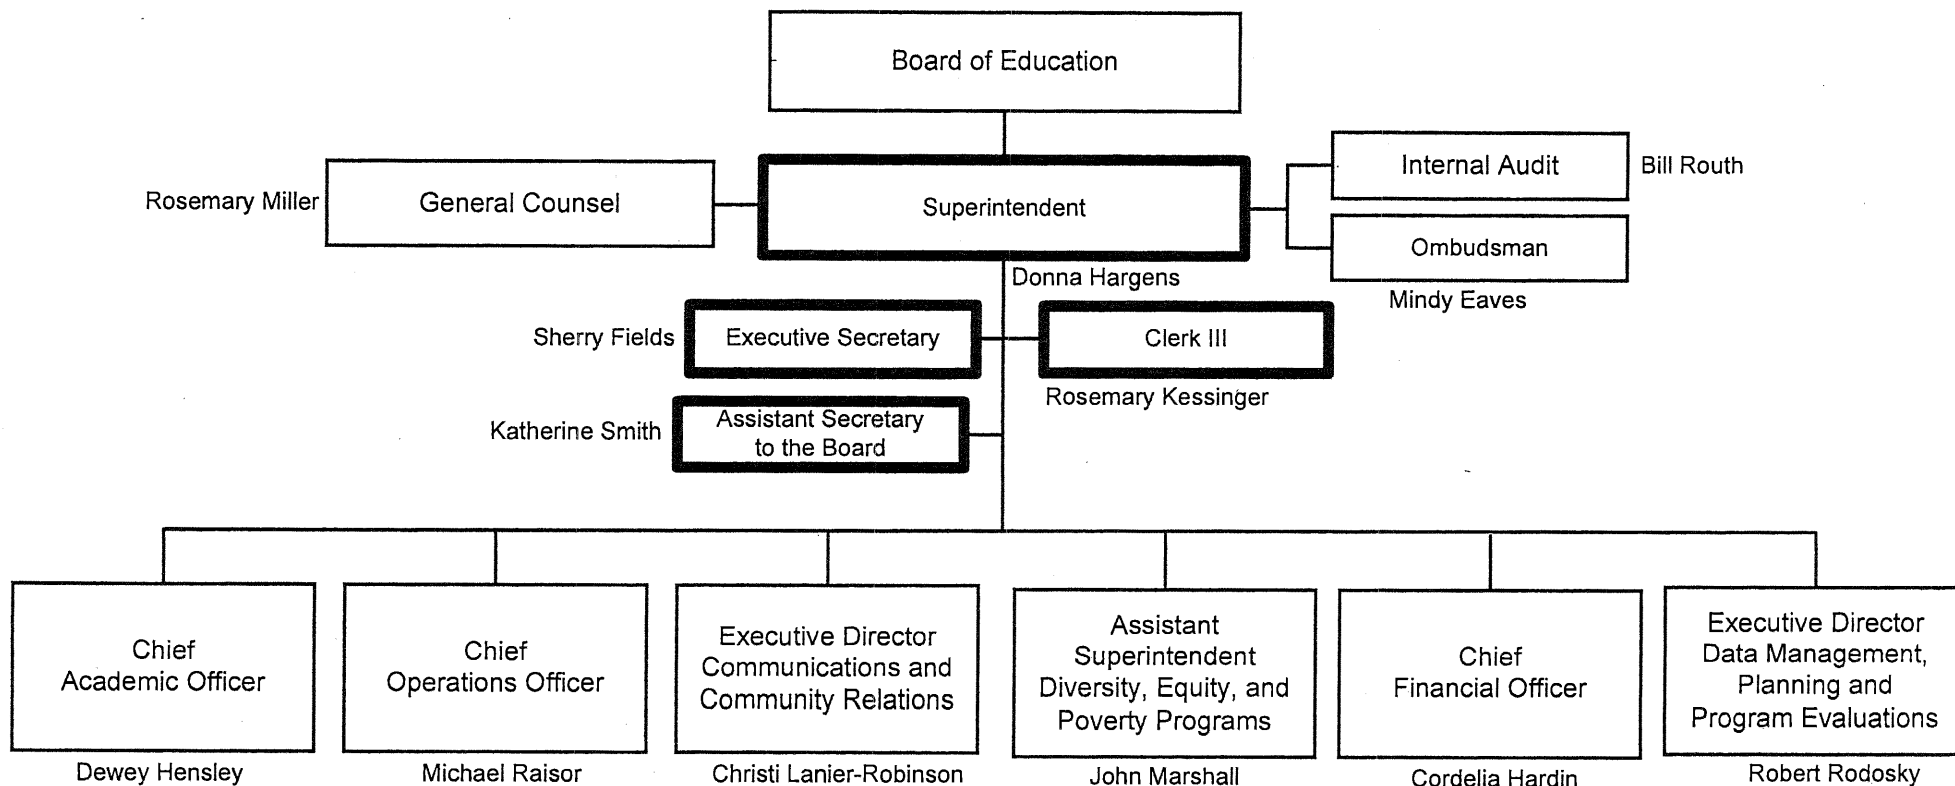 Board of Education
Rosemary Miller
General Counsel
Superintendent
Donna Hargens
Internal Audit
Bill Routh
Ombudsman
Mindy Eaves
Sherry Fields
Executive Secretary
Clerk III
Rosemary Kessinger
Katherine Smith
Assistant Secretary
to the Board
Chief
Academic Officer
Dewey Hensley
Chief
Operations Officer
Michael Raisor
Executive Director
Communications and
Community Relations
Christi Lanier-Robinson
Assistant
Superintendent
Diversity, Equity, and
Poverty Programs
John Marshall
Chief
Financial Officer
Cordelia Hardin
Executive Director
Data Management,
Planning and
Program Evaluations
Robert Rodosky